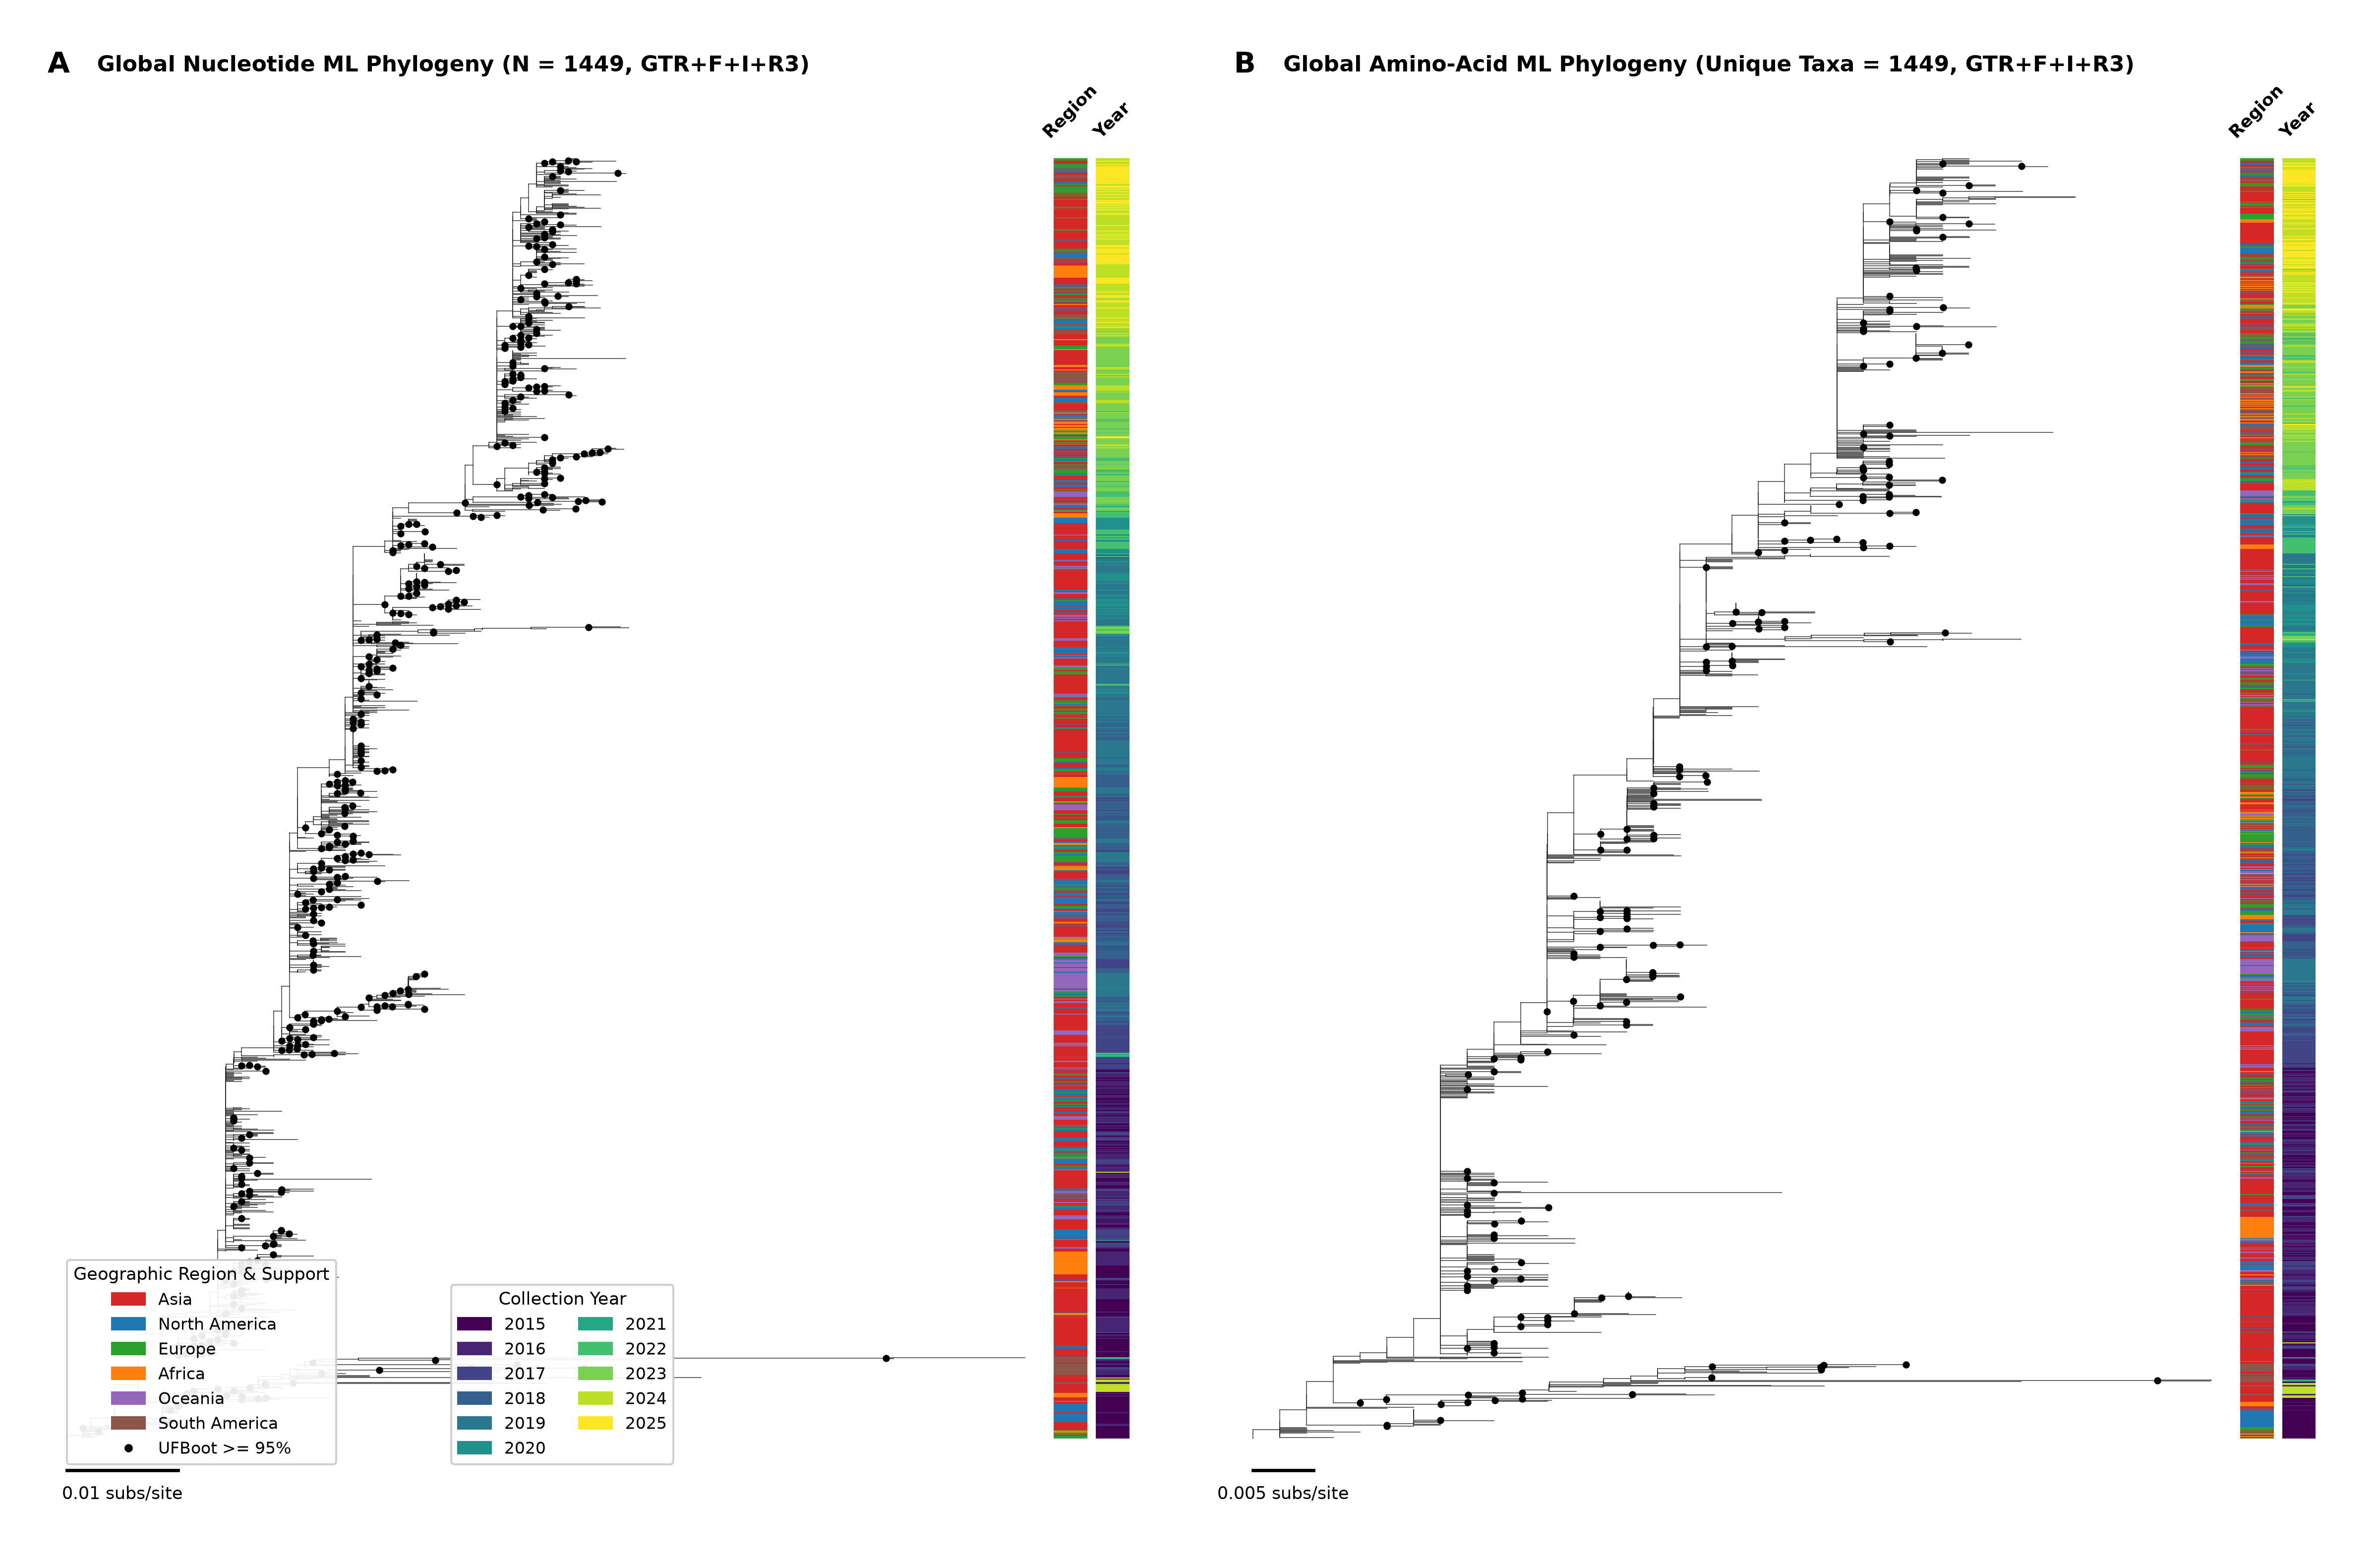 A Global Nucleotide ML Phylogeny (N = 1449, GTR+F+I+R3)
Region
Year
Geographic Region & Support
Asia
North America
Europe
Africa
Oceania
South America
UFBoot >= 95%
Collection Year
2015
2016
2017
2018
2019
2020
2021
2022
2023
2024
2025
0.01 subs/site
B Global Amino-Acid ML Phylogeny (Unique Taxa = 1449, GTR+F+I+R3)
Region
Year
0.005 subs/site